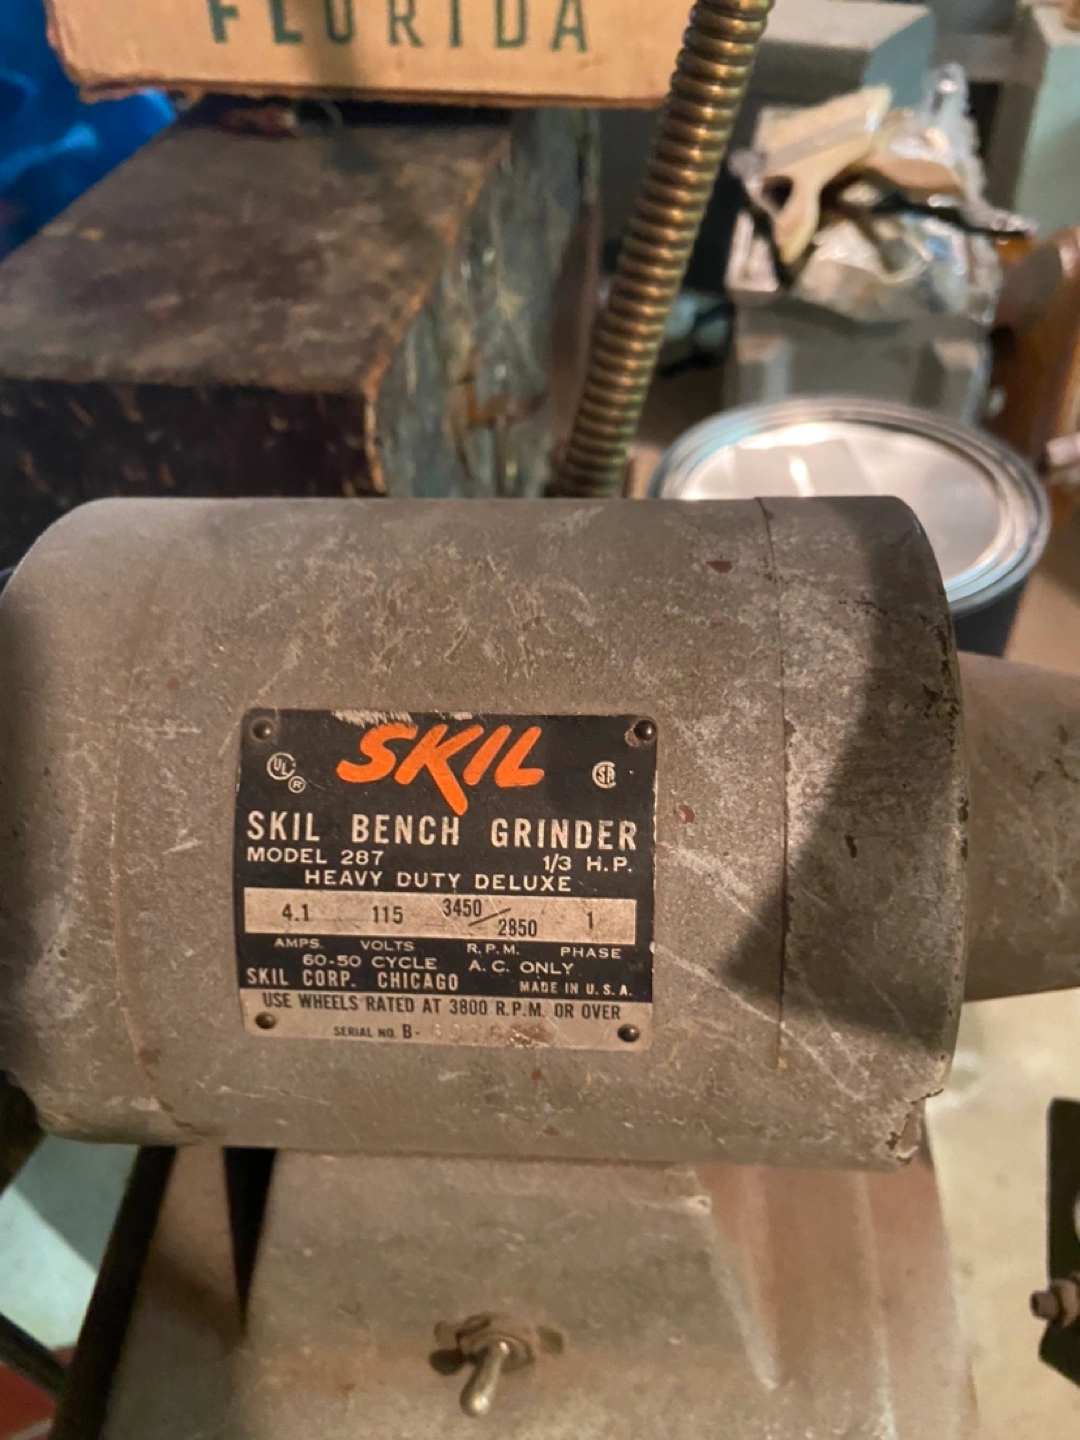 FLORIDA
SKIL
UL
R
SA
SKIL BENCH GRINDER
MODEL 287 1/3 H.P.
HEAVY DUTY DELUXE
4.1 115 3450/2850 1
AMPS. VOLTS R.P.M. PHASE
60-50 CYCLE A.C. ONLY
SKIL CORP. CHICAGO MADE IN U.S.A.
USE WHEELS RATED AT 3800 R.P.M. OR OVER
SERIAL NO. B-